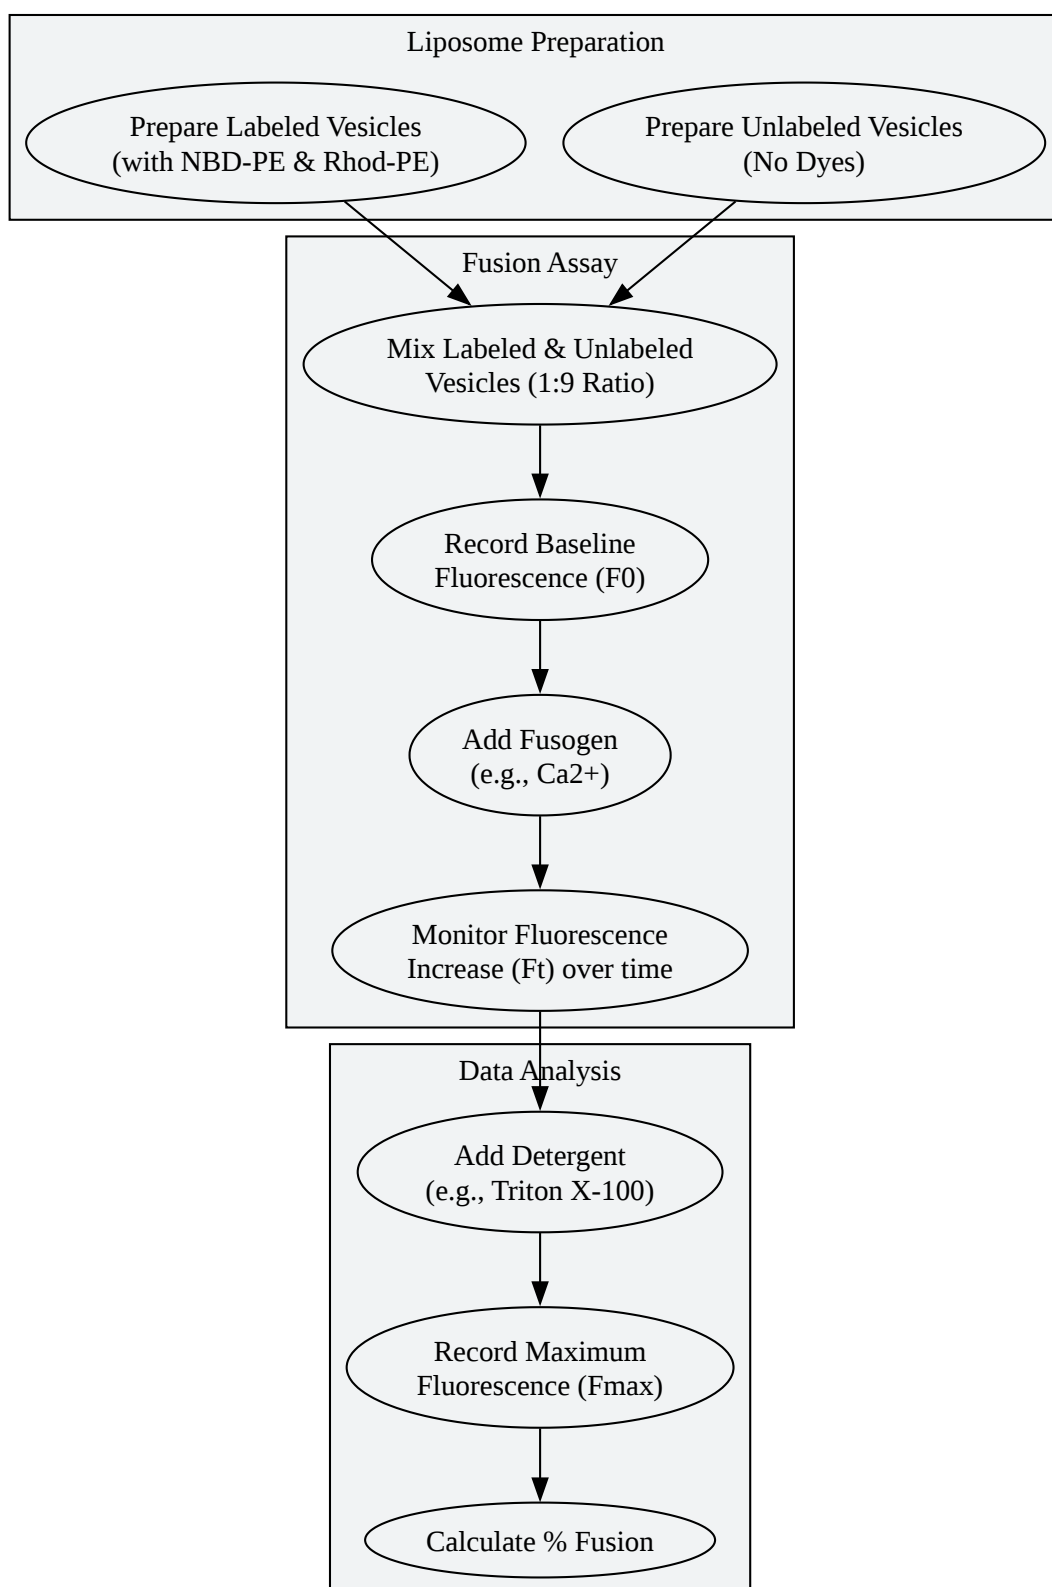 Liposome Preparation
Prepare Labeled Vesicles
(with NBD-PE & Rhod-PE)
Prepare Unlabeled Vesicles
(No Dyes)
Fusion Assay
Mix Labeled & Unlabeled
Vesicles (1:9 Ratio)
Record Baseline
Fluorescence (F0)
Add Fusogen
(e.g., Ca2+)
Monitor Fluorescence
Increase (Ft) over time
Data Analysis
Add Detergent
(e.g., Triton X-100)
Record Maximum
Fluorescence (Fmax)
Calculate % Fusion